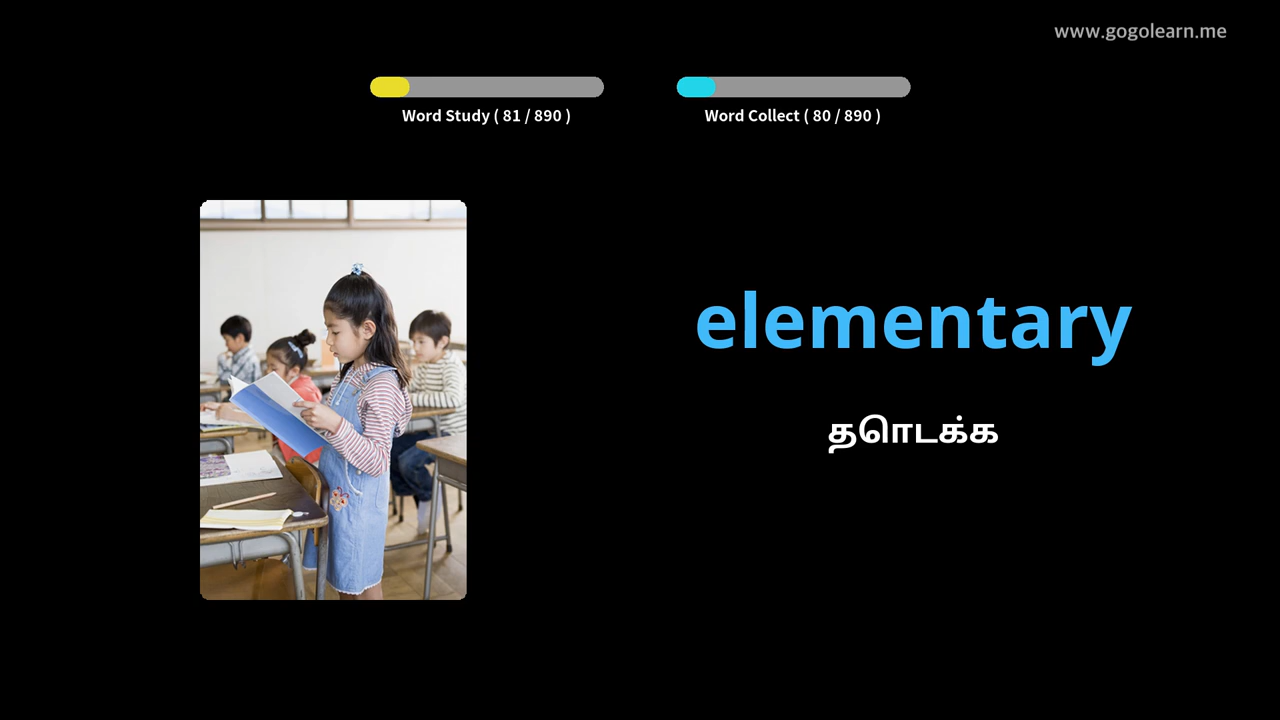 www.gogolearn.me
Word Study ( 81 / 890 )
Word Collect ( 80 / 890 )
elementary
தொடக்க